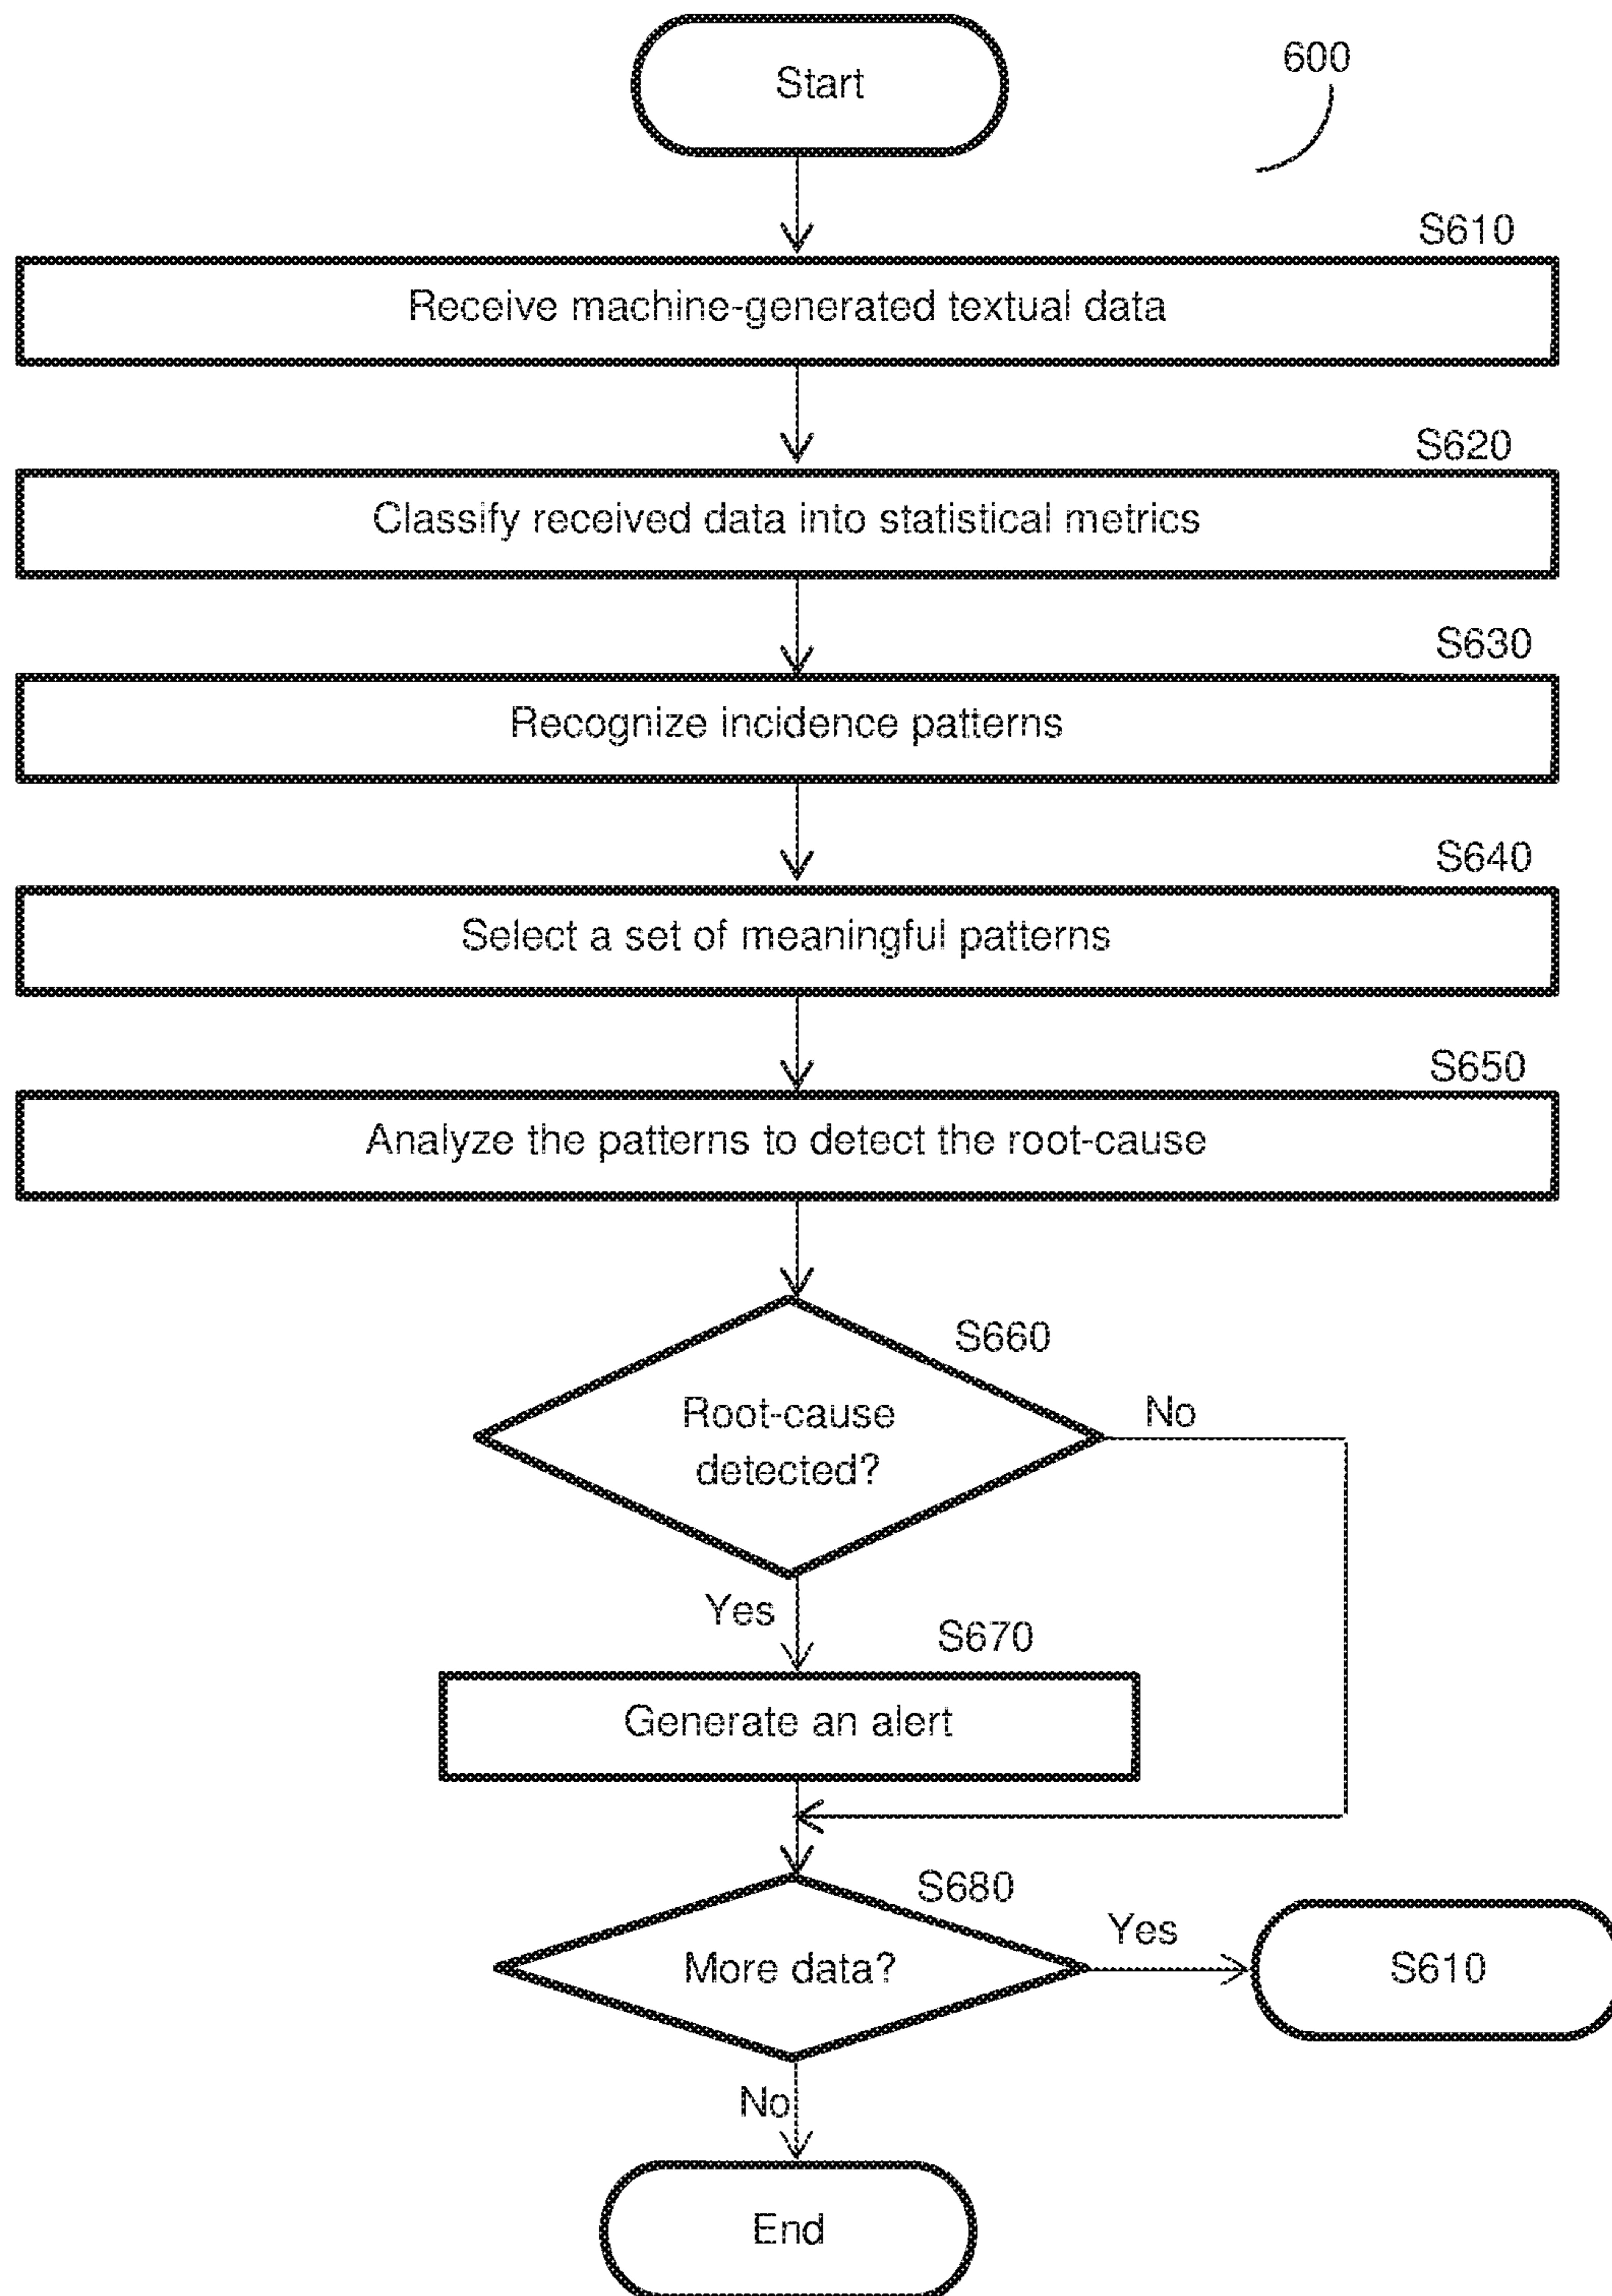 Start
600
S610
Receive machine-generated textual data
S620
Classify received data into statistical metrics
S630
Recognize incidence patterns
S640
Select a set of meaningful patterns
S650
Analyze the patterns to detect the root-cause
S660
Root-cause
detected?
No
Yes
S670
Generate an alert
S680
More data?
Yes
S610
No
End